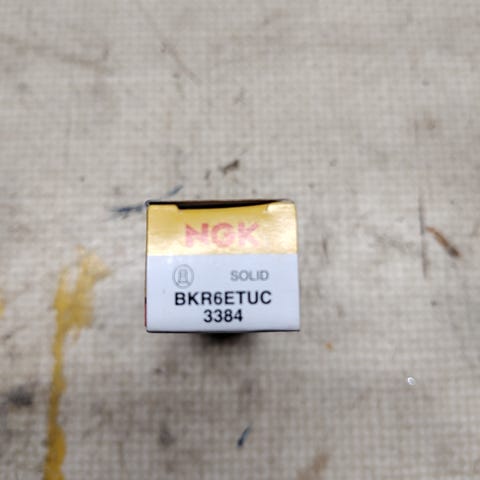 NGK
SOLID
BKR6ETUC
3384